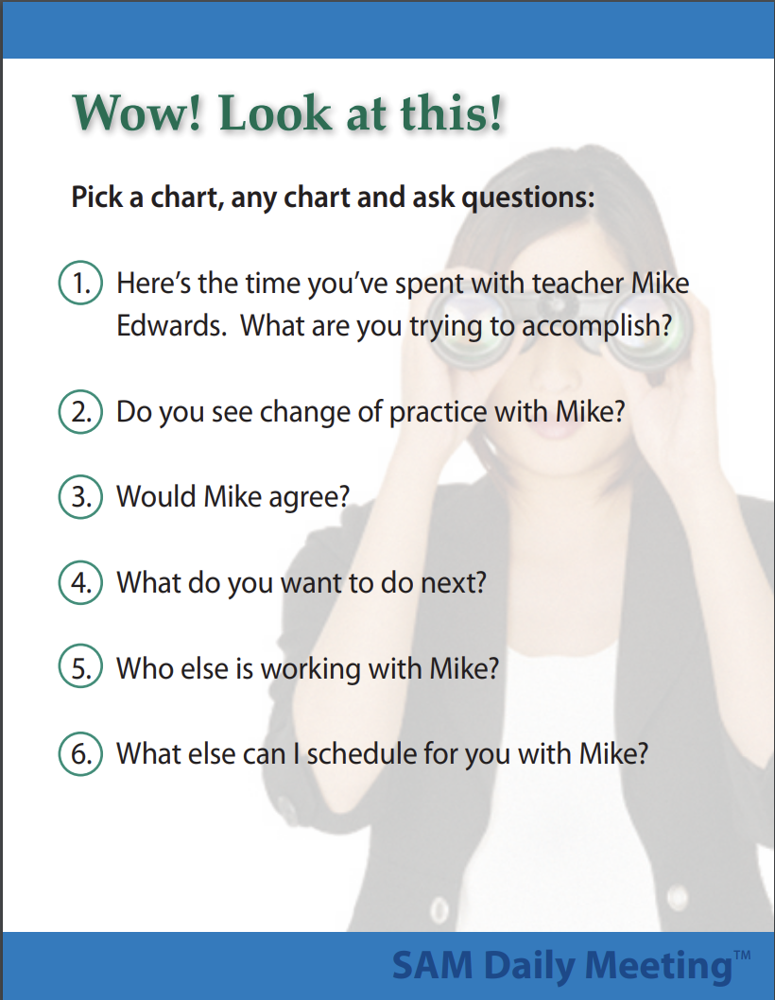 Wow! Look at this!
Pick a chart, any chart and ask questions:
1. Here’s the time you’ve spent with teacher Mike
Edwards.  What are you trying to accomplish?
2. Do you see change of practice with Mike?
3. Would Mike agree?
4. What do you want to do next?
5. Who else is working with Mike?
6. What else can I schedule for you with Mike?
SAM Daily Meeting™